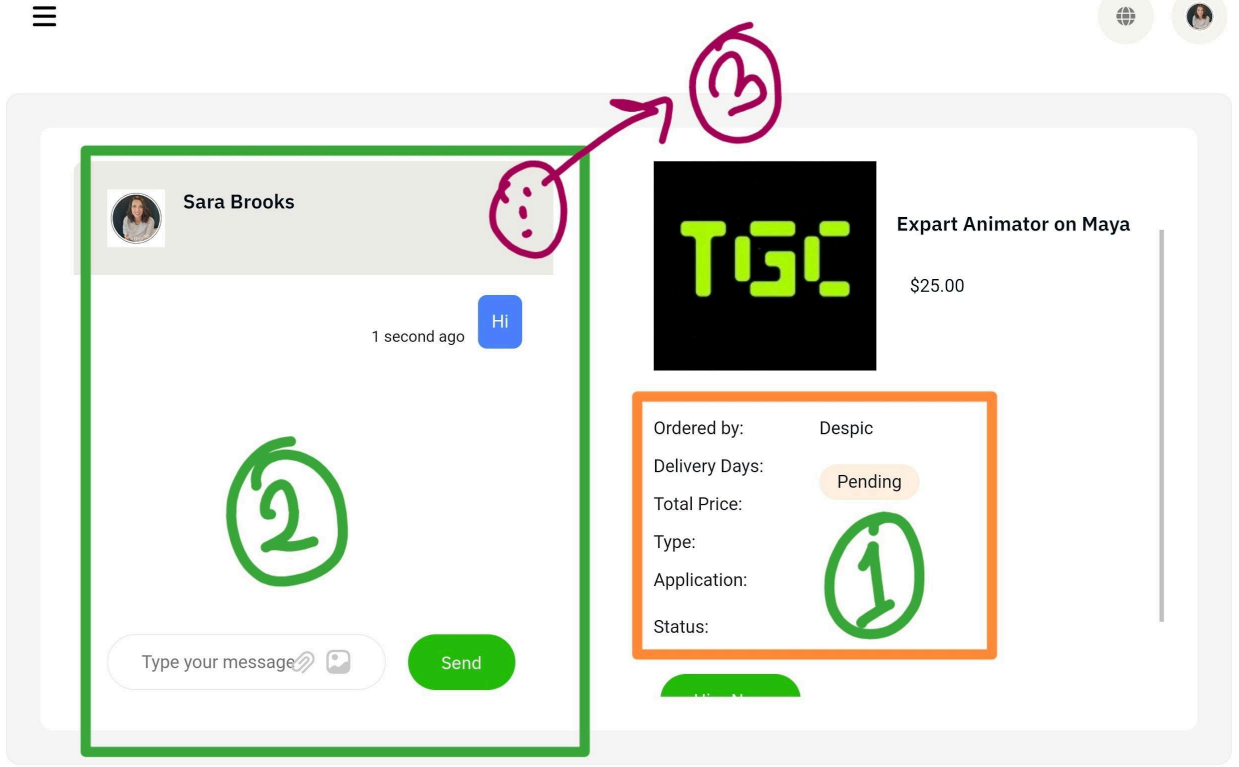 3
Sara Brooks
Hi
1 second ago
2
Type your message
Send
TGC
Expart Animator on Maya
$25.00
Ordered by: Despic
Delivery Days:
Pending
Total Price:
Type:
Application:
Status:
1